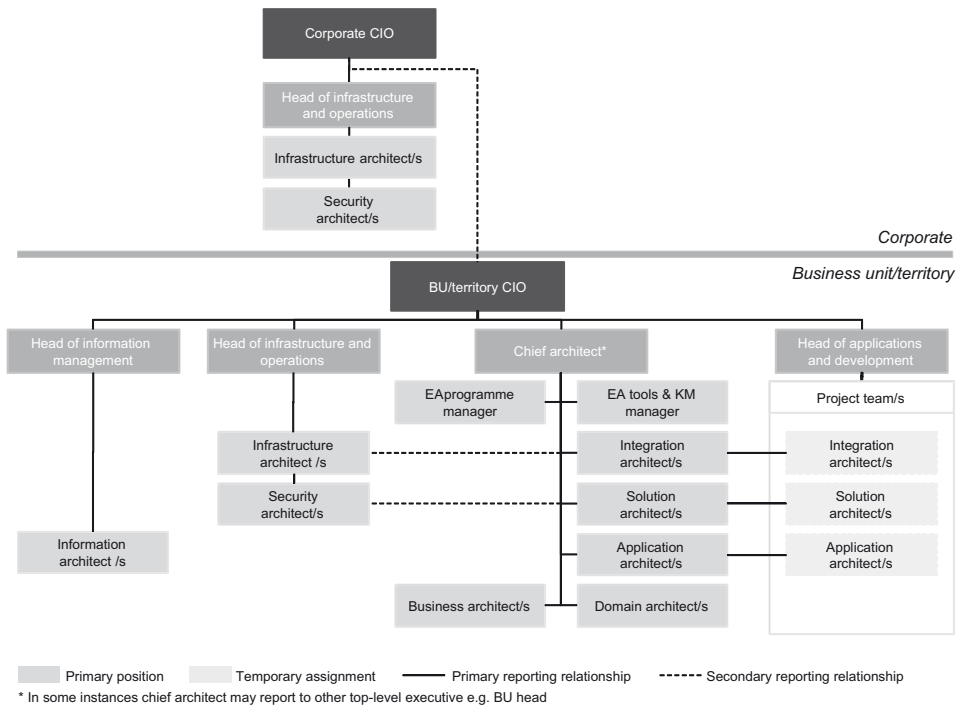 Corporate CIO
Head of infrastructure
and operations
Infrastructure architect/s
Security
architect/s
Corporate
Business unit/territory
BU/territory CIO
Head of information
management
Head of infrastructure and
operations
Chief architect*
Head of applications
and development
EAprogramme
manager
EA tools & KM
manager
Project team/s
Infrastructure
architect /s
Integration
architect/s
Integration
architect/s
Security
architect/s
Solution
architect/s
Solution
architect/s
Information
architect /s
Application
architect/s
Application
architect/s
Business architect/s
Domain architect/s
Primary position
Temporary assignment
Primary reporting relationship
Secondary reporting relationship
* In some instances chief architect may report to other top-level executive e.g. BU head